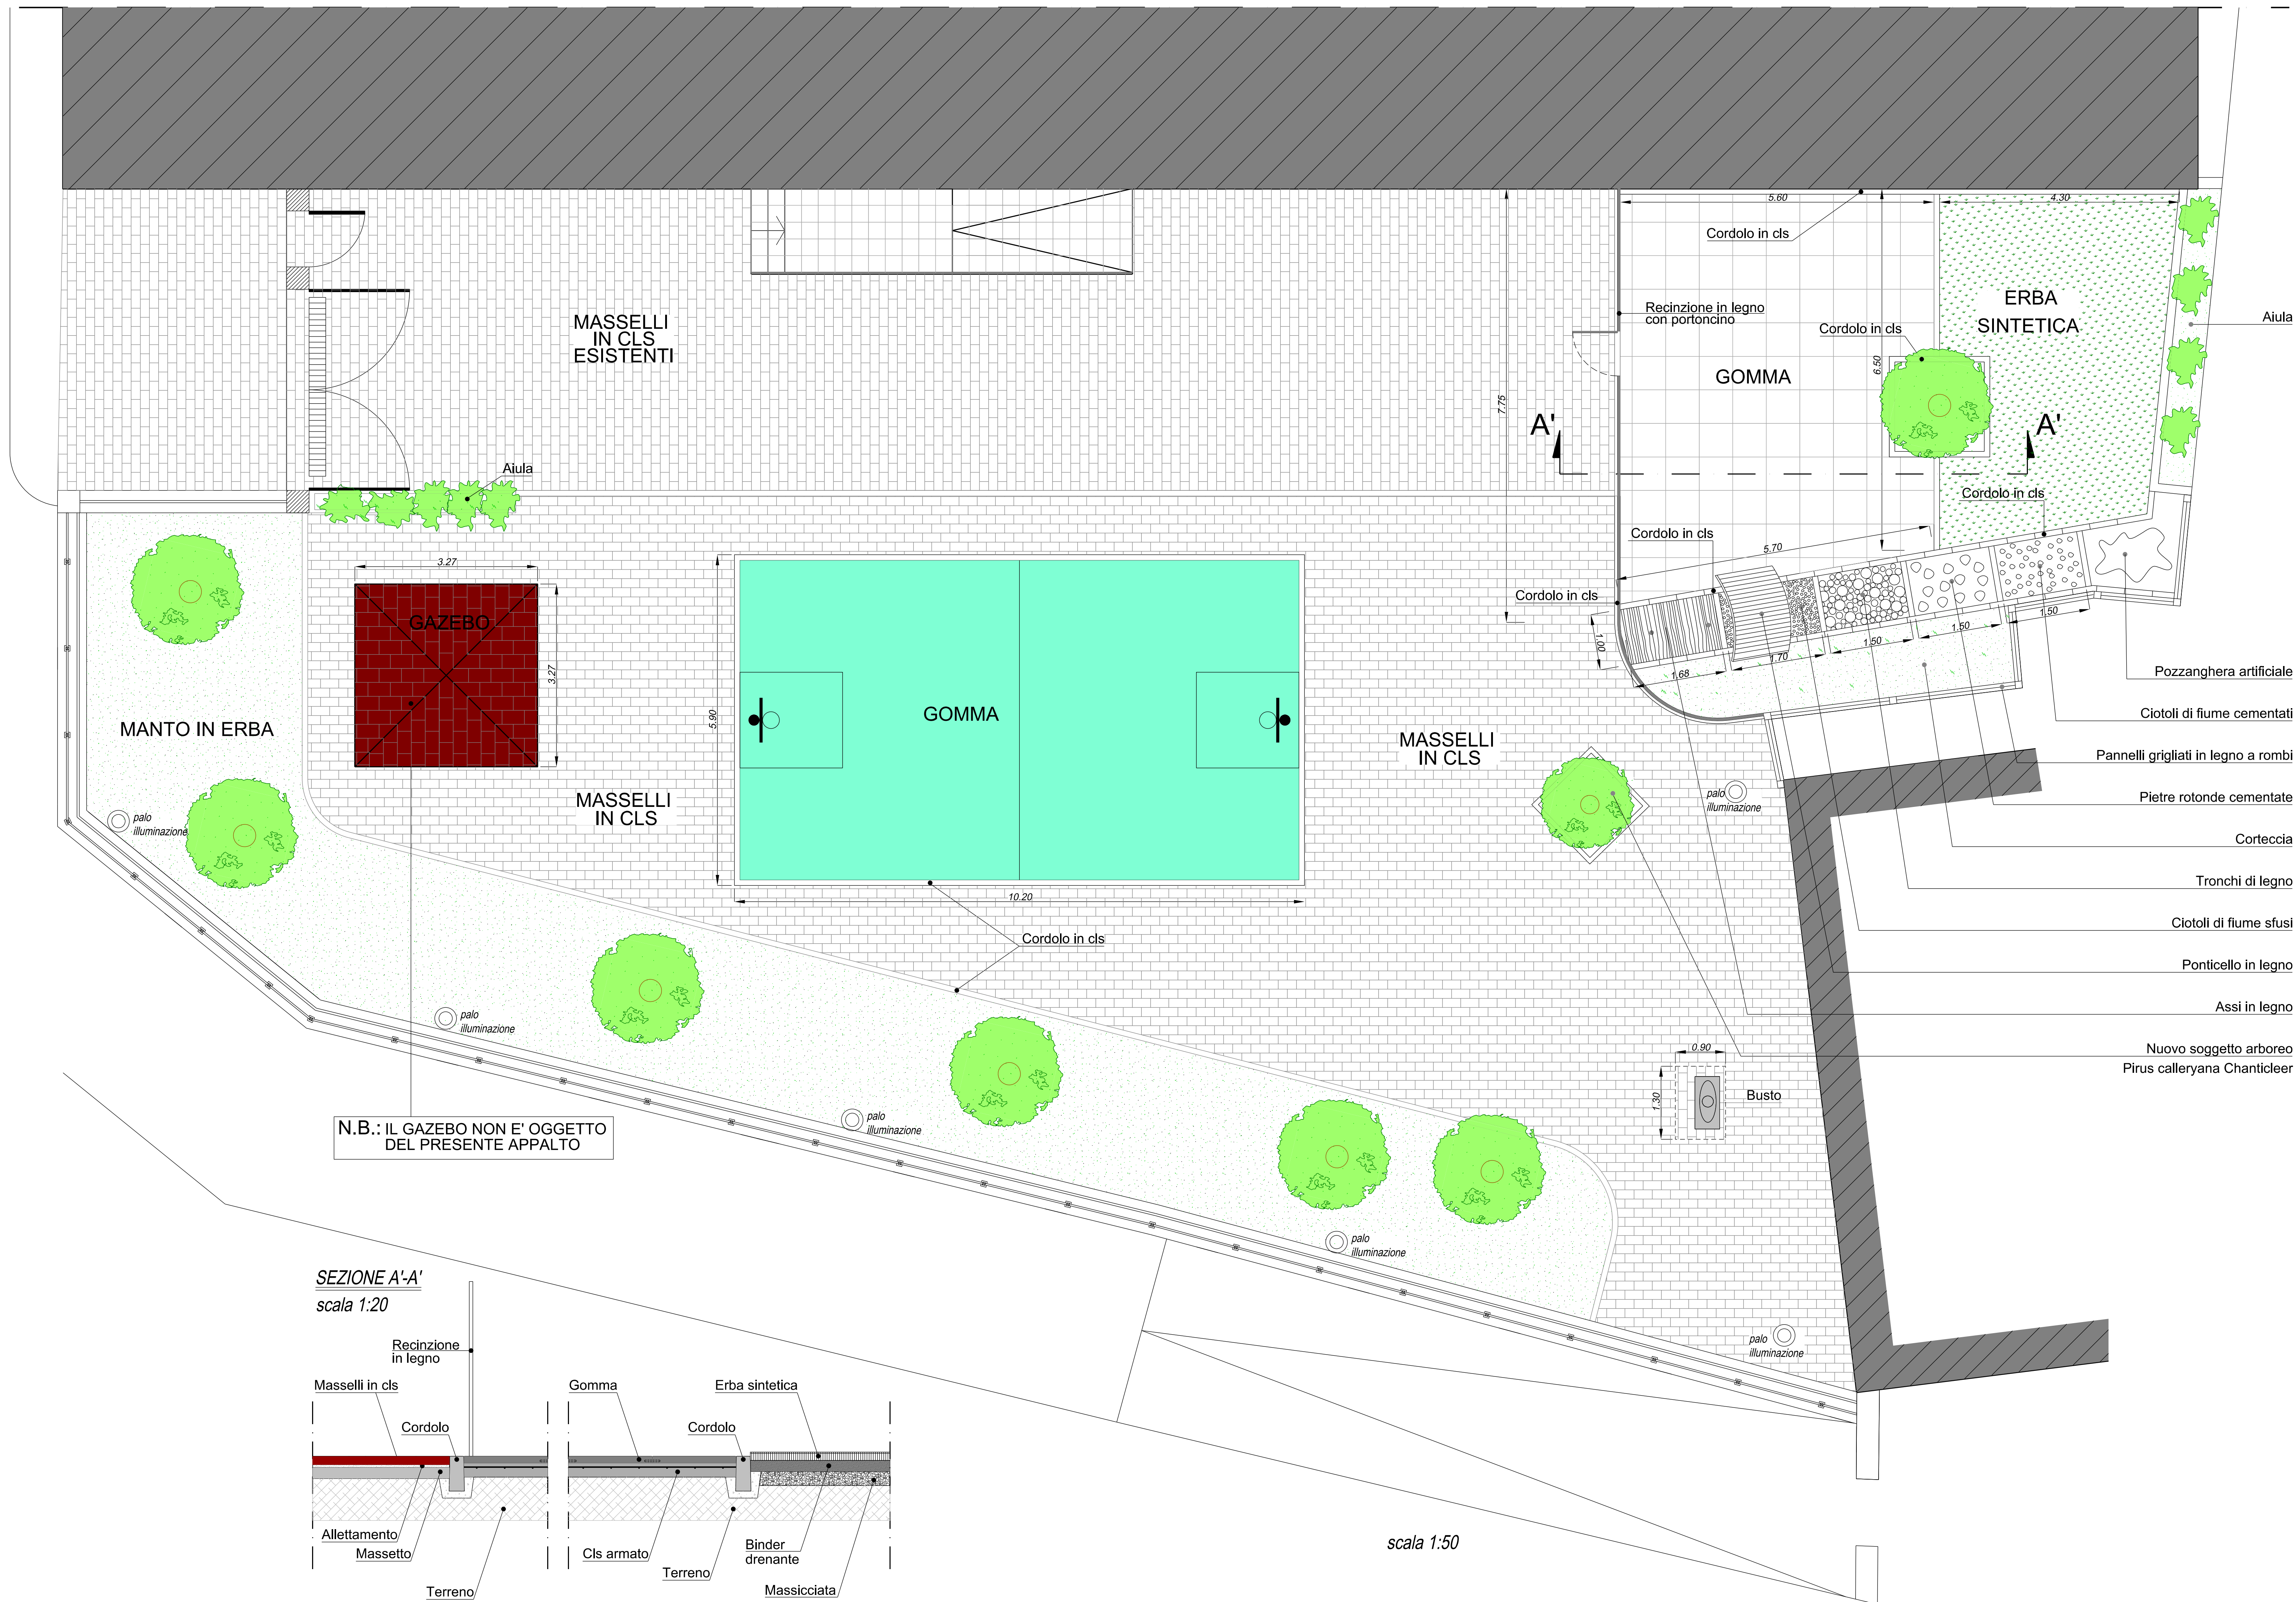 5.60
4.30
Cordolo in cls
MASSELLI
IN CLS
ESISTENTI
Recinzione in legno
con portoncino
ERBA
SINTETICA
Aiula
Cordolo in cls
6.50
GOMMA
7.75
A'
A'
Aiula
Cordolo in cls
Cordolo in cls
5.70
3.27
GAZEBO
3.27
Cordolo in cls
1.00
1.68
1.70
1.50
1.50
1.50
Pozzanghera artificiale
Ciotoli di fiume cementati
Pannelli grigliati in legno a rombi
Pietre rotonde cementate
Corteccia
Tronchi di legno
Ciotoli di fiume sfusi
Ponticello in legno
Assi in legno
Nuovo soggetto arboreo
Pirus calleryana Chanticleer
MANTO IN ERBA
5.90
GOMMA
MASSELLI
IN CLS
MASSELLI
IN CLS
palo
illuminazione
palo
illuminazione
10.20
Cordolo in cls
palo
illuminazione
0.90
1.30
Busto
N.B.: IL GAZEBO NON E' OGGETTO
DEL PRESENTE APPALTO
palo
illuminazione
palo
illuminazione
palo
illuminazione
SEZIONE A'-A'
scala 1:20
Recinzione
in legno
Masselli in cls
Gomma
Erba sintetica
Cordolo
Cordolo
Allettamento
Massetto
Terreno
Cls armato
Terreno
Binder
drenante
Massicciata
scala 1:50